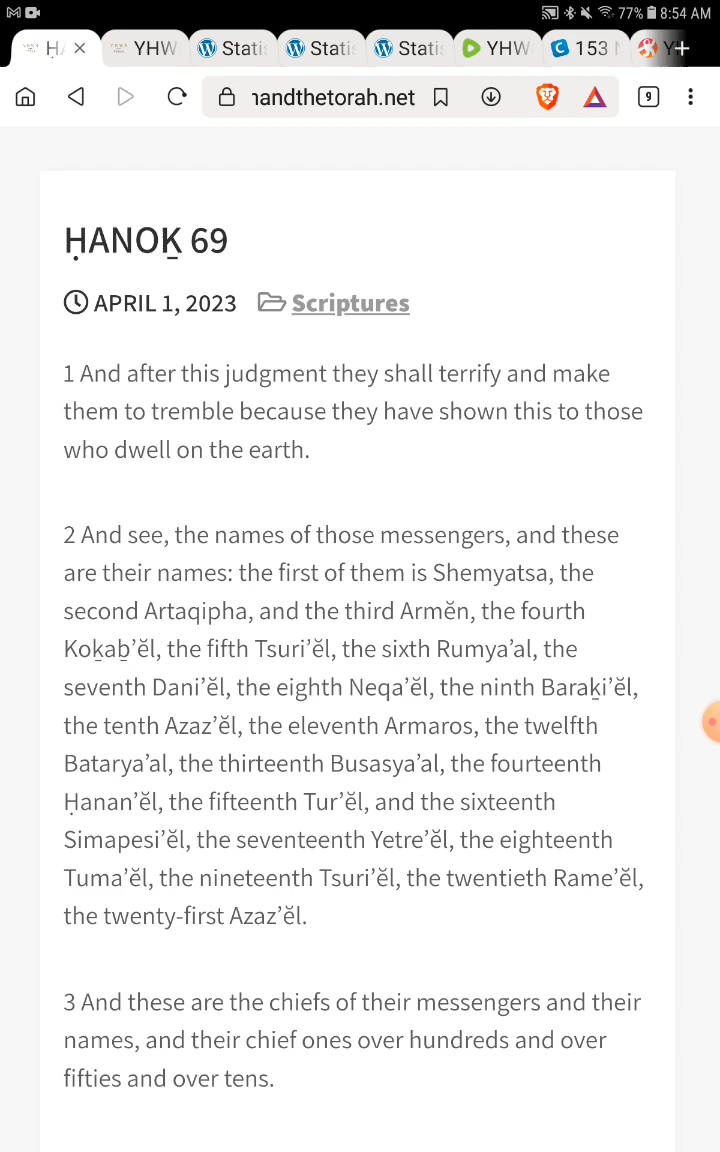 77% 8:54 AM
Ḥ YHW Statis Statis Statis YHW 153 Y
handthetorah.net 9
ḤANOḴ 69
APRIL 1, 2023 Scriptures
1 And after this judgment they shall terrify and make
them to tremble because they have shown this to those
who dwell on the earth.
2 And see, the names of those messengers, and these
are their names: the first of them is Shemyatsa, the
second Artaqipha, and the third Armĕn, the fourth
Koḵaḇ’ĕl, the fifth Tsuri’ĕl, the sixth Rumya’al, the
seventh Dani’ĕl, the eighth Neqa’ĕl, the ninth Baraḵi’ĕl,
the tenth Azaz’ĕl, the eleventh Armaros, the twelfth
Batarya’al, the thirteenth Busasya’al, the fourteenth
Ḥanan’ĕl, the fifteenth Tur’ĕl, and the sixteenth
Simapesi’ĕl, the seventeenth Yetre’ĕl, the eighteenth
Tuma’ĕl, the nineteenth Tsuri’ĕl, the twentieth Rame’ĕl,
the twenty-first Azaz’ĕl.
3 And these are the chiefs of their messengers and their
names, and their chief ones over hundreds and over
fifties and over tens.